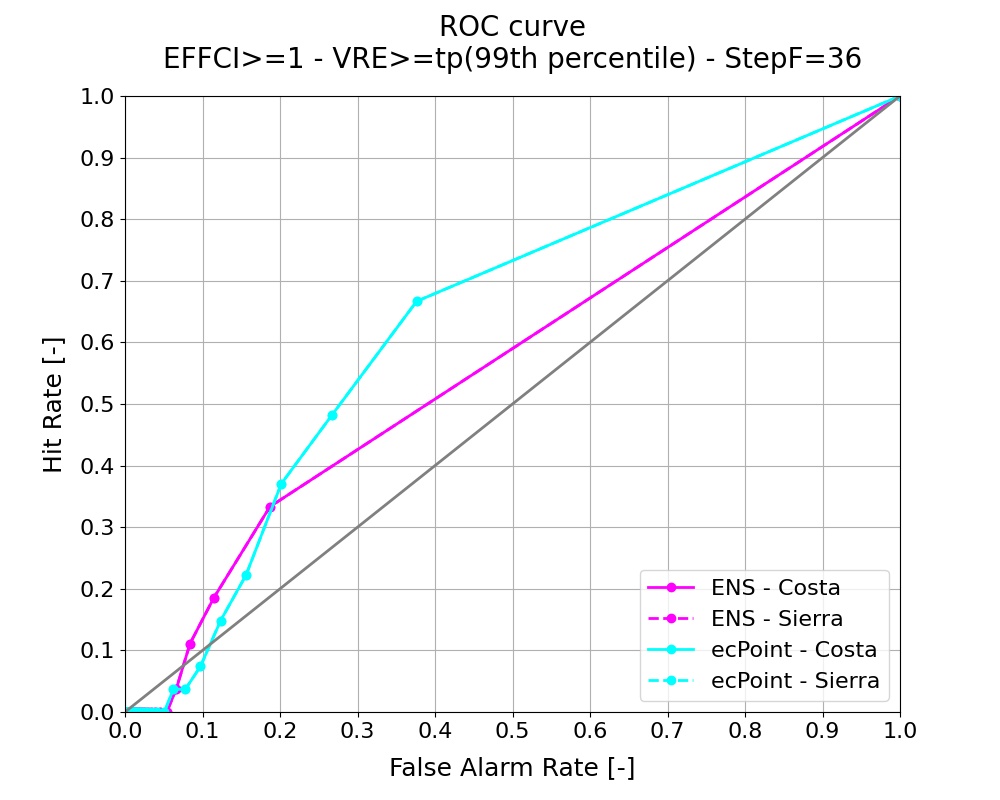 ROC curve
EFFCI>=1 - VRE>=tp(99th percentile) - StepF=36
1.0
0.9
0.8
0.7
0.6
0.5
0.4
0.3
0.2
0.1
0.0
Hit Rate [-]
ENS - Costa
ENS - Sierra
ecPoint - Costa
ecPoint - Sierra
0.0 0.1 0.2 0.3 0.4 0.5 0.6 0.7 0.8 0.9 1.0
False Alarm Rate [-]